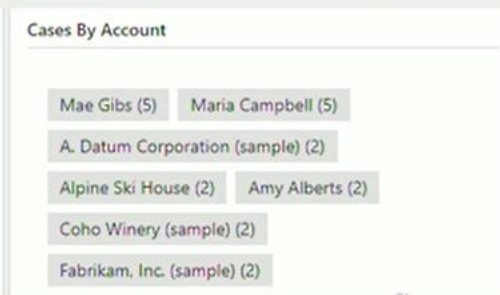 Cases By Account
Mae Gibs (5) Maria Campbell (5)
A. Datum Corporation (sample) (2)
Alpine Ski House (2) Amy Alberts (2)
Coho Winery (sample) (2)
Fabrikam, Inc. (sample) (2)